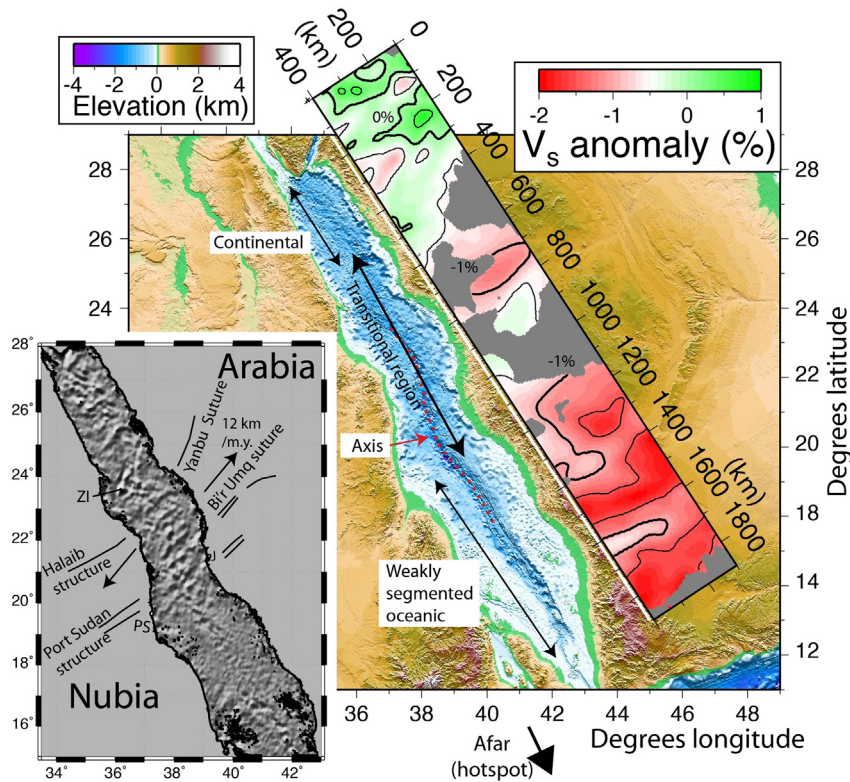 -4 -2 0 2 4
Elevation (km)
400
200
(km)
0
200
400
600
800
1000
1200
1400
1600
1800
(km)
-2 -1 0 1
Vs anomaly (%)
0%
-1%
-1%
28
26
24
28
26
24
22
20
18
16
14
12
Degrees latitude
Continental
Transitional region
Axis
Weakly
segmented
oceanic
36 38 40 42 44 46 48
Degrees longitude
Afar
(hotspot)
28°
26°
24°
22°
20°
18°
16°
34° 36° 38° 40° 42°
Arabia
Yanbu Suture
12 km
/m.y.
Bi'r Umq suture
ZI
J
Halaib
structure
Port Sudan
structure
PS
Nubia